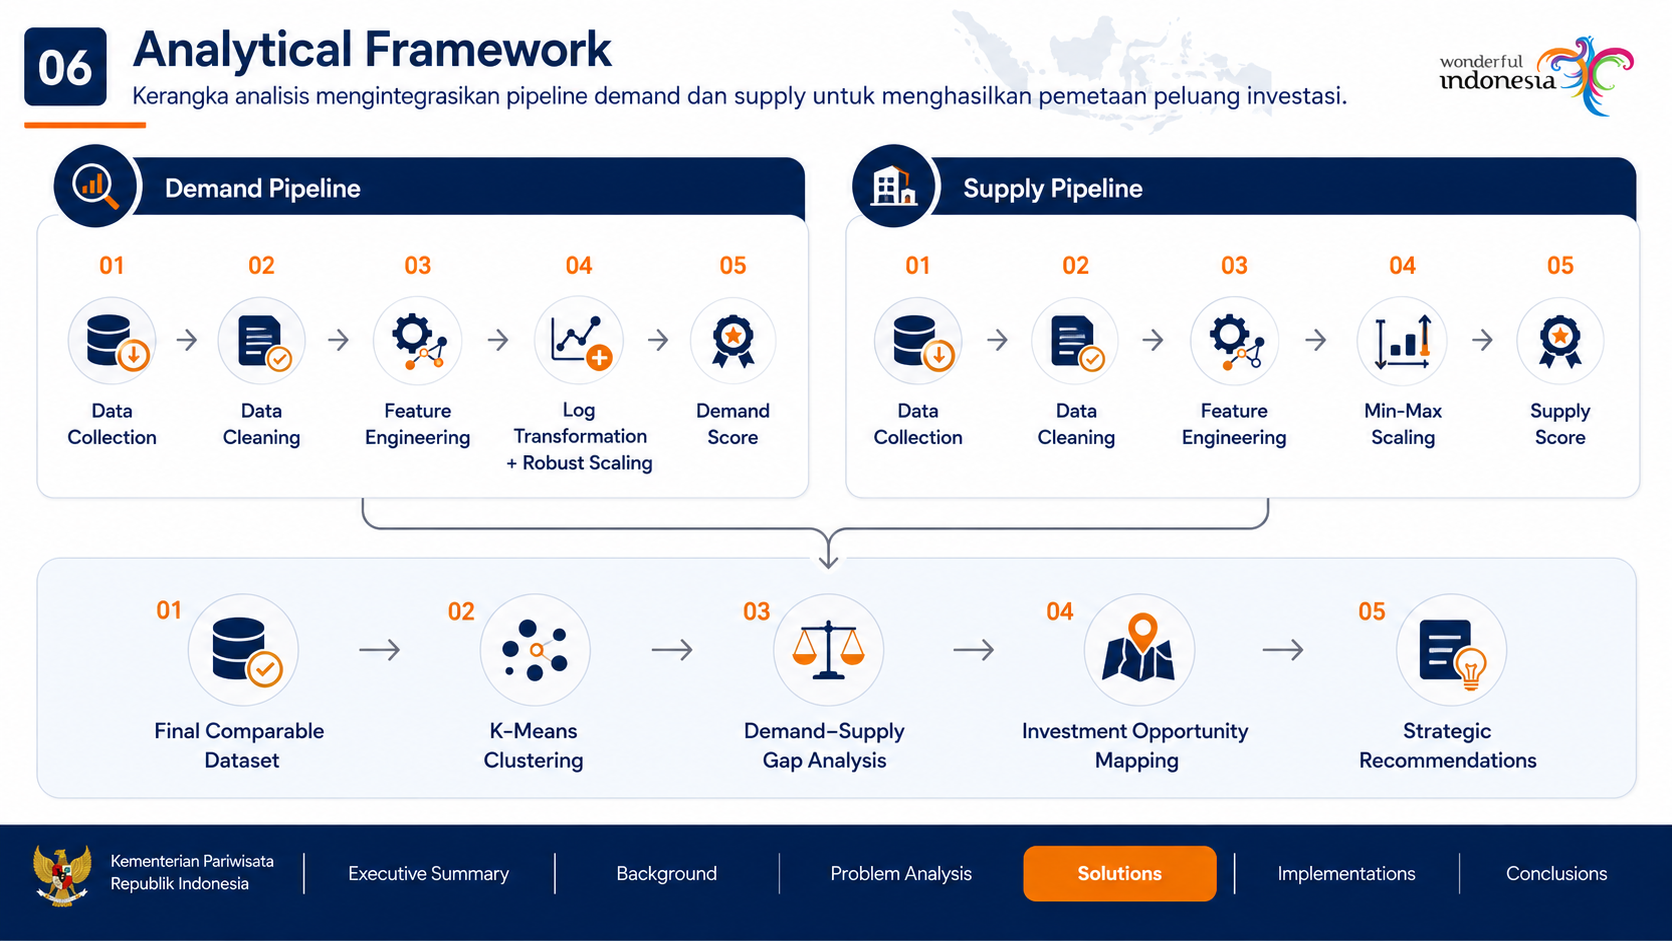 06
Analytical Framework
Kerangka analisis mengintegrasikan pipeline demand dan supply untuk menghasilkan pemetaan peluang investasi.
wonderful
indonesia
Demand Pipeline
01
02
03
04
05
Data
Collection
Data
Cleaning
Feature
Engineering
Log
Transformation
+ Robust Scaling
Demand
Score
Supply Pipeline
01
02
03
04
05
Data
Collection
Data
Cleaning
Feature
Engineering
Min-Max
Scaling
Supply
Score
01
Final Comparable
Dataset
02
K-Means
Clustering
03
Demand–Supply
Gap Analysis
04
Investment Opportunity
Mapping
05
Strategic
Recommendations
Kementerian Pariwisata
Republik Indonesia
Executive Summary
Background
Problem Analysis
Solutions
Implementations
Conclusions